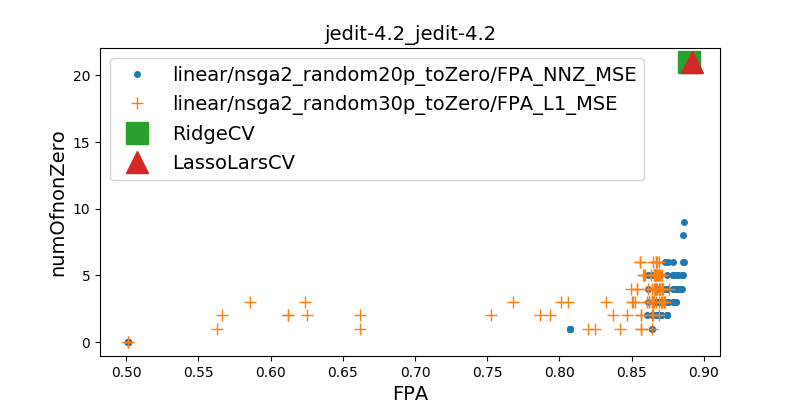 jedit-4.2_jedit-4.2
linear/nsga2_random20p_toZero/FPA_NNZ_MSE
linear/nsga2_random30p_toZero/FPA_L1_MSE
RidgeCV
LassoLarsCV
numOfnonZero
20
15
10
5
0
0.50 0.55 0.60 0.65 0.70 0.75 0.80 0.85 0.90
FPA